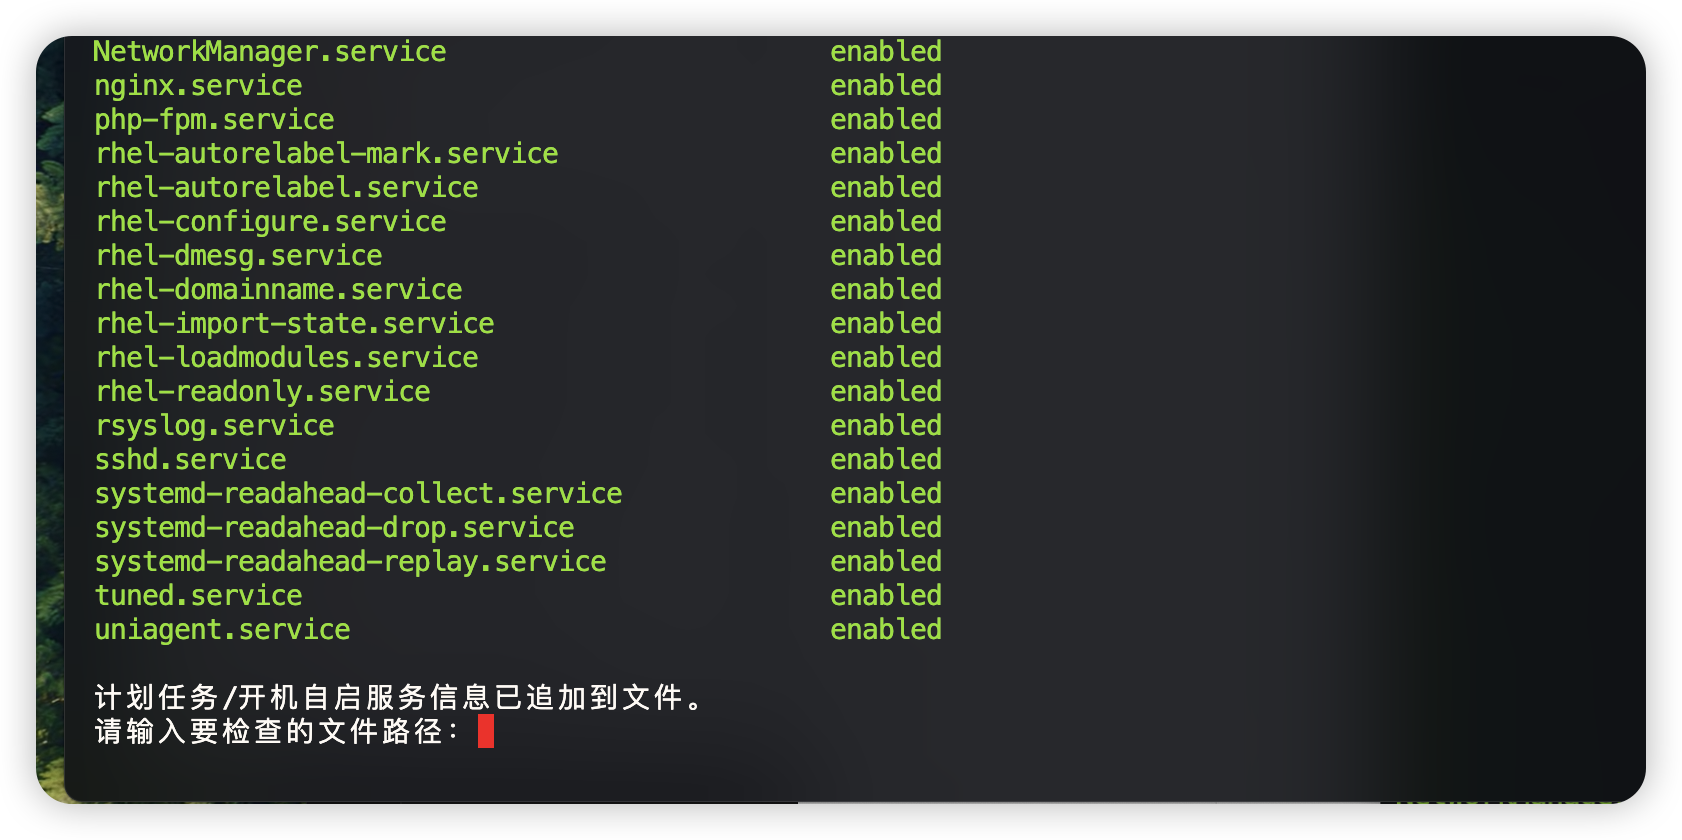 NetworkManager.service enabled
nginx.service enabled
php-fpm.service enabled
rhel-autorelabel-mark.service enabled
rhel-autorelabel.service enabled
rhel-configure.service enabled
rhel-dmesg.service enabled
rhel-domainname.service enabled
rhel-import-state.service enabled
rhel-loadmodules.service enabled
rhel-readonly.service enabled
rsyslog.service enabled
sshd.service enabled
systemd-readahead-collect.service enabled
systemd-readahead-drop.service enabled
systemd-readahead-replay.service enabled
tuned.service enabled
uniagent.service enabled
计划任务/开机自启服务信息已追加到文件。
请输入要检查的文件路径：